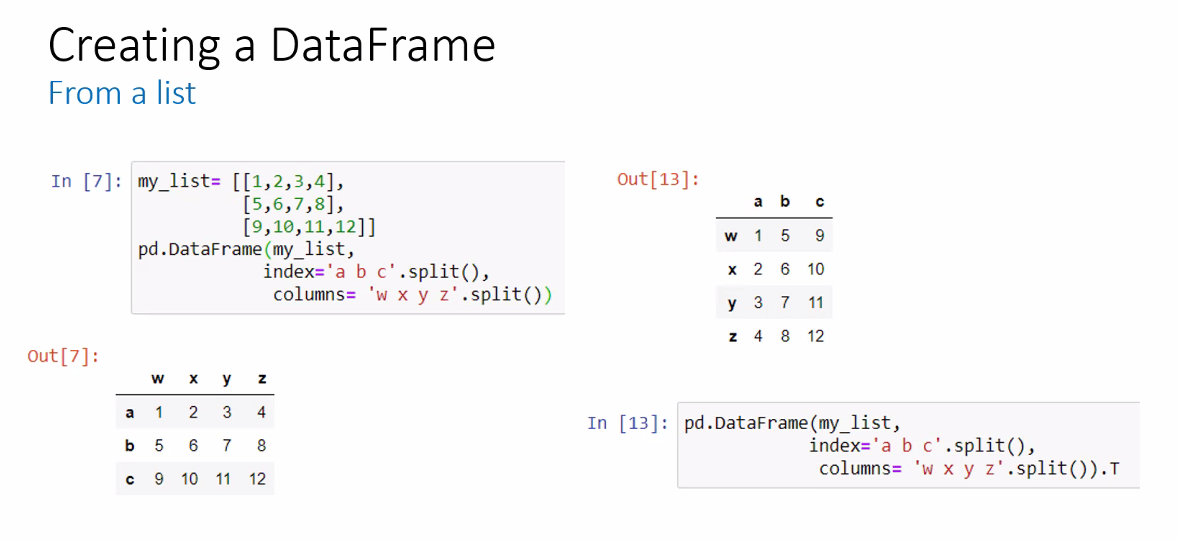 Creating a DataFrame
From a list
In [7]: my_list= [[1,2,3,4],
[5,6,7,8],
[9,10,11,12]]
pd.DataFrame(my_list,
index='a b c'.split(),
columns= 'w x y z'.split())
Out[7]:
w x y z
a 1 2 3 4
b 5 6 7 8
c 9 10 11 12
Out[13]:
a b c
w 1 5 9
x 2 6 10
y 3 7 11
z 4 8 12
In [13]: pd.DataFrame(my_list,
index='a b c'.split(),
columns= 'w x y z'.split()).T